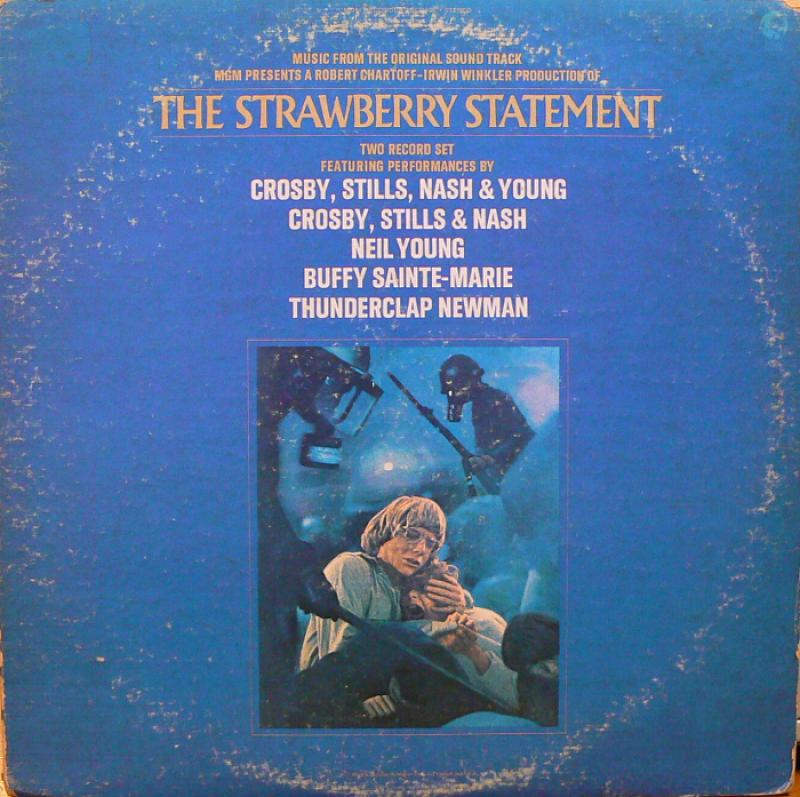 MUSIC FROM THE ORIGINAL SOUND TRACK
MGM PRESENTS A ROBERT CHARTOFF-IRWIN WINKLER PRODUCTION OF
THE STRAWBERRY STATEMENT
TWO RECORD SET
FEATURING PERFORMANCES BY
CROSBY, STILLS, NASH & YOUNG
CROSBY, STILLS & NASH
NEIL YOUNG
BUFFY SAINTE-MARIE
THUNDERCLAP NEWMAN